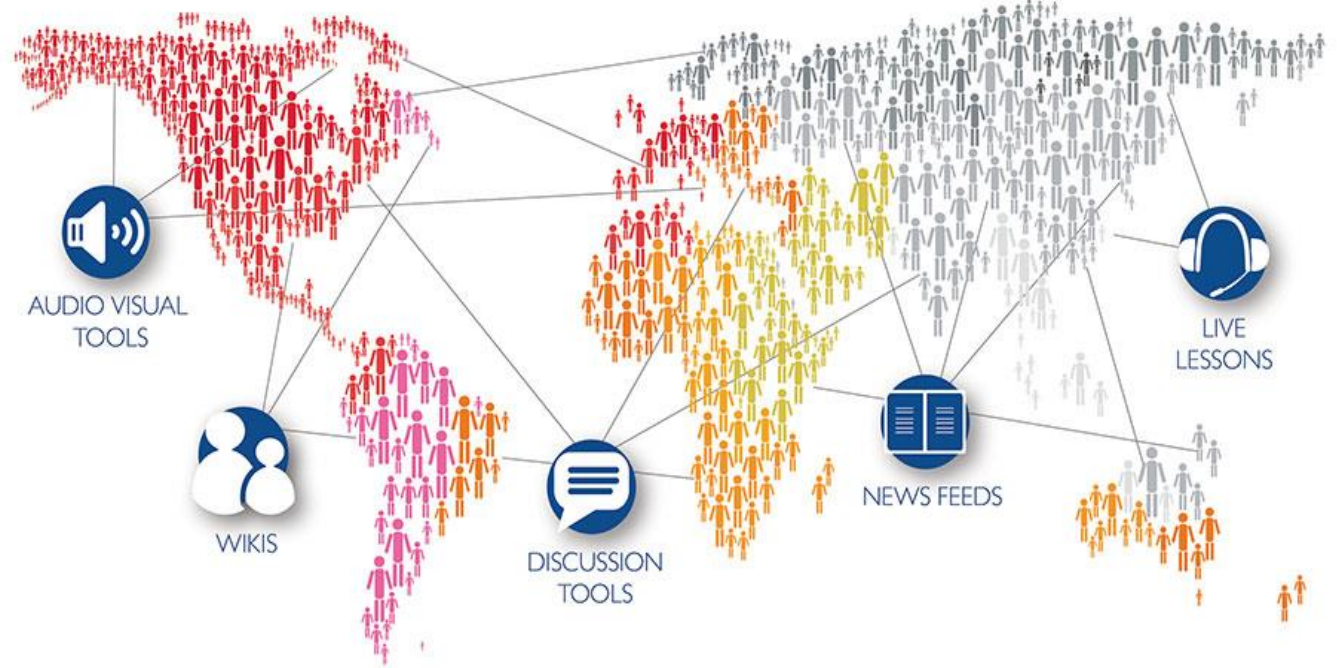 AUDIO VISUAL
TOOLS
WIKIS
DISCUSSION
TOOLS
NEWS FEEDS
LIVE
LESSONS